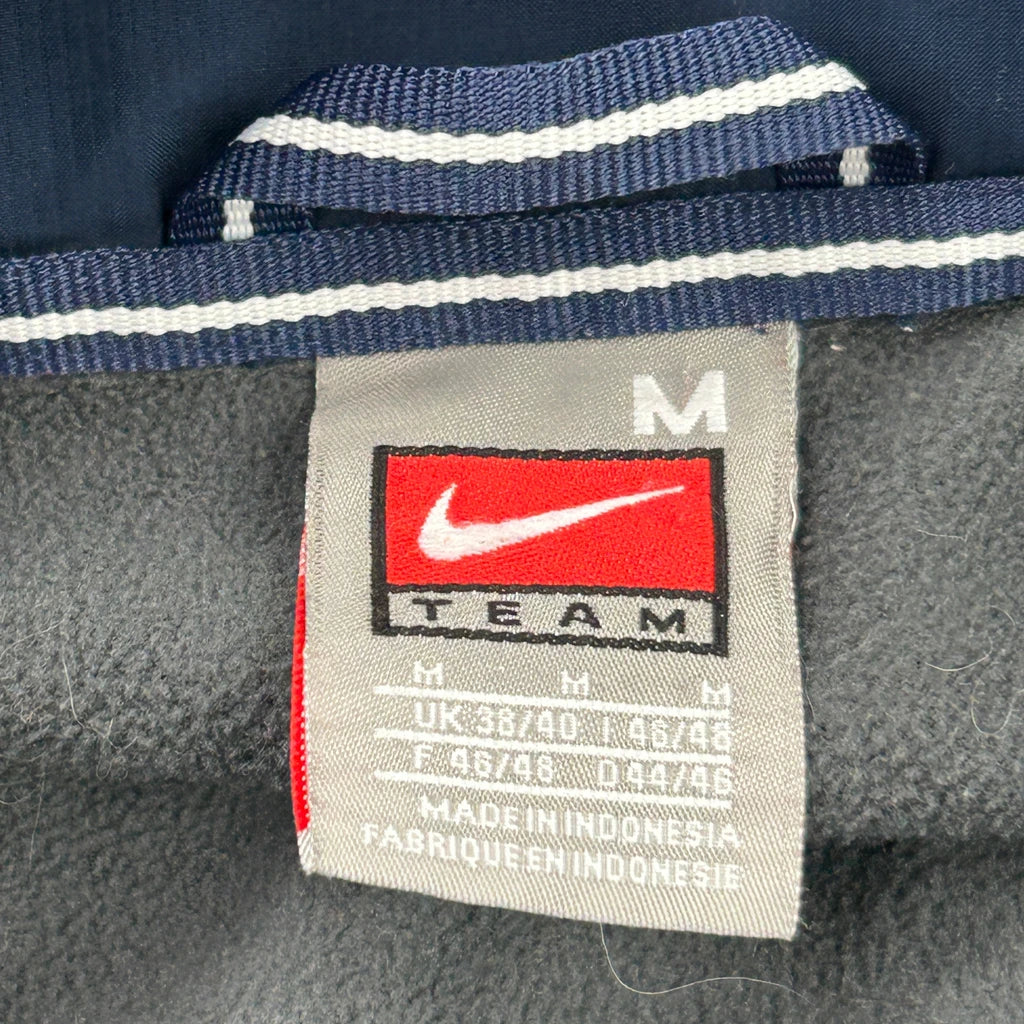 M
TEAM
M M M
UK 38/40 I 46/48
F 46/48 D 44/46
MADE IN INDONESIA
FABRIQUE EN INDONESIE